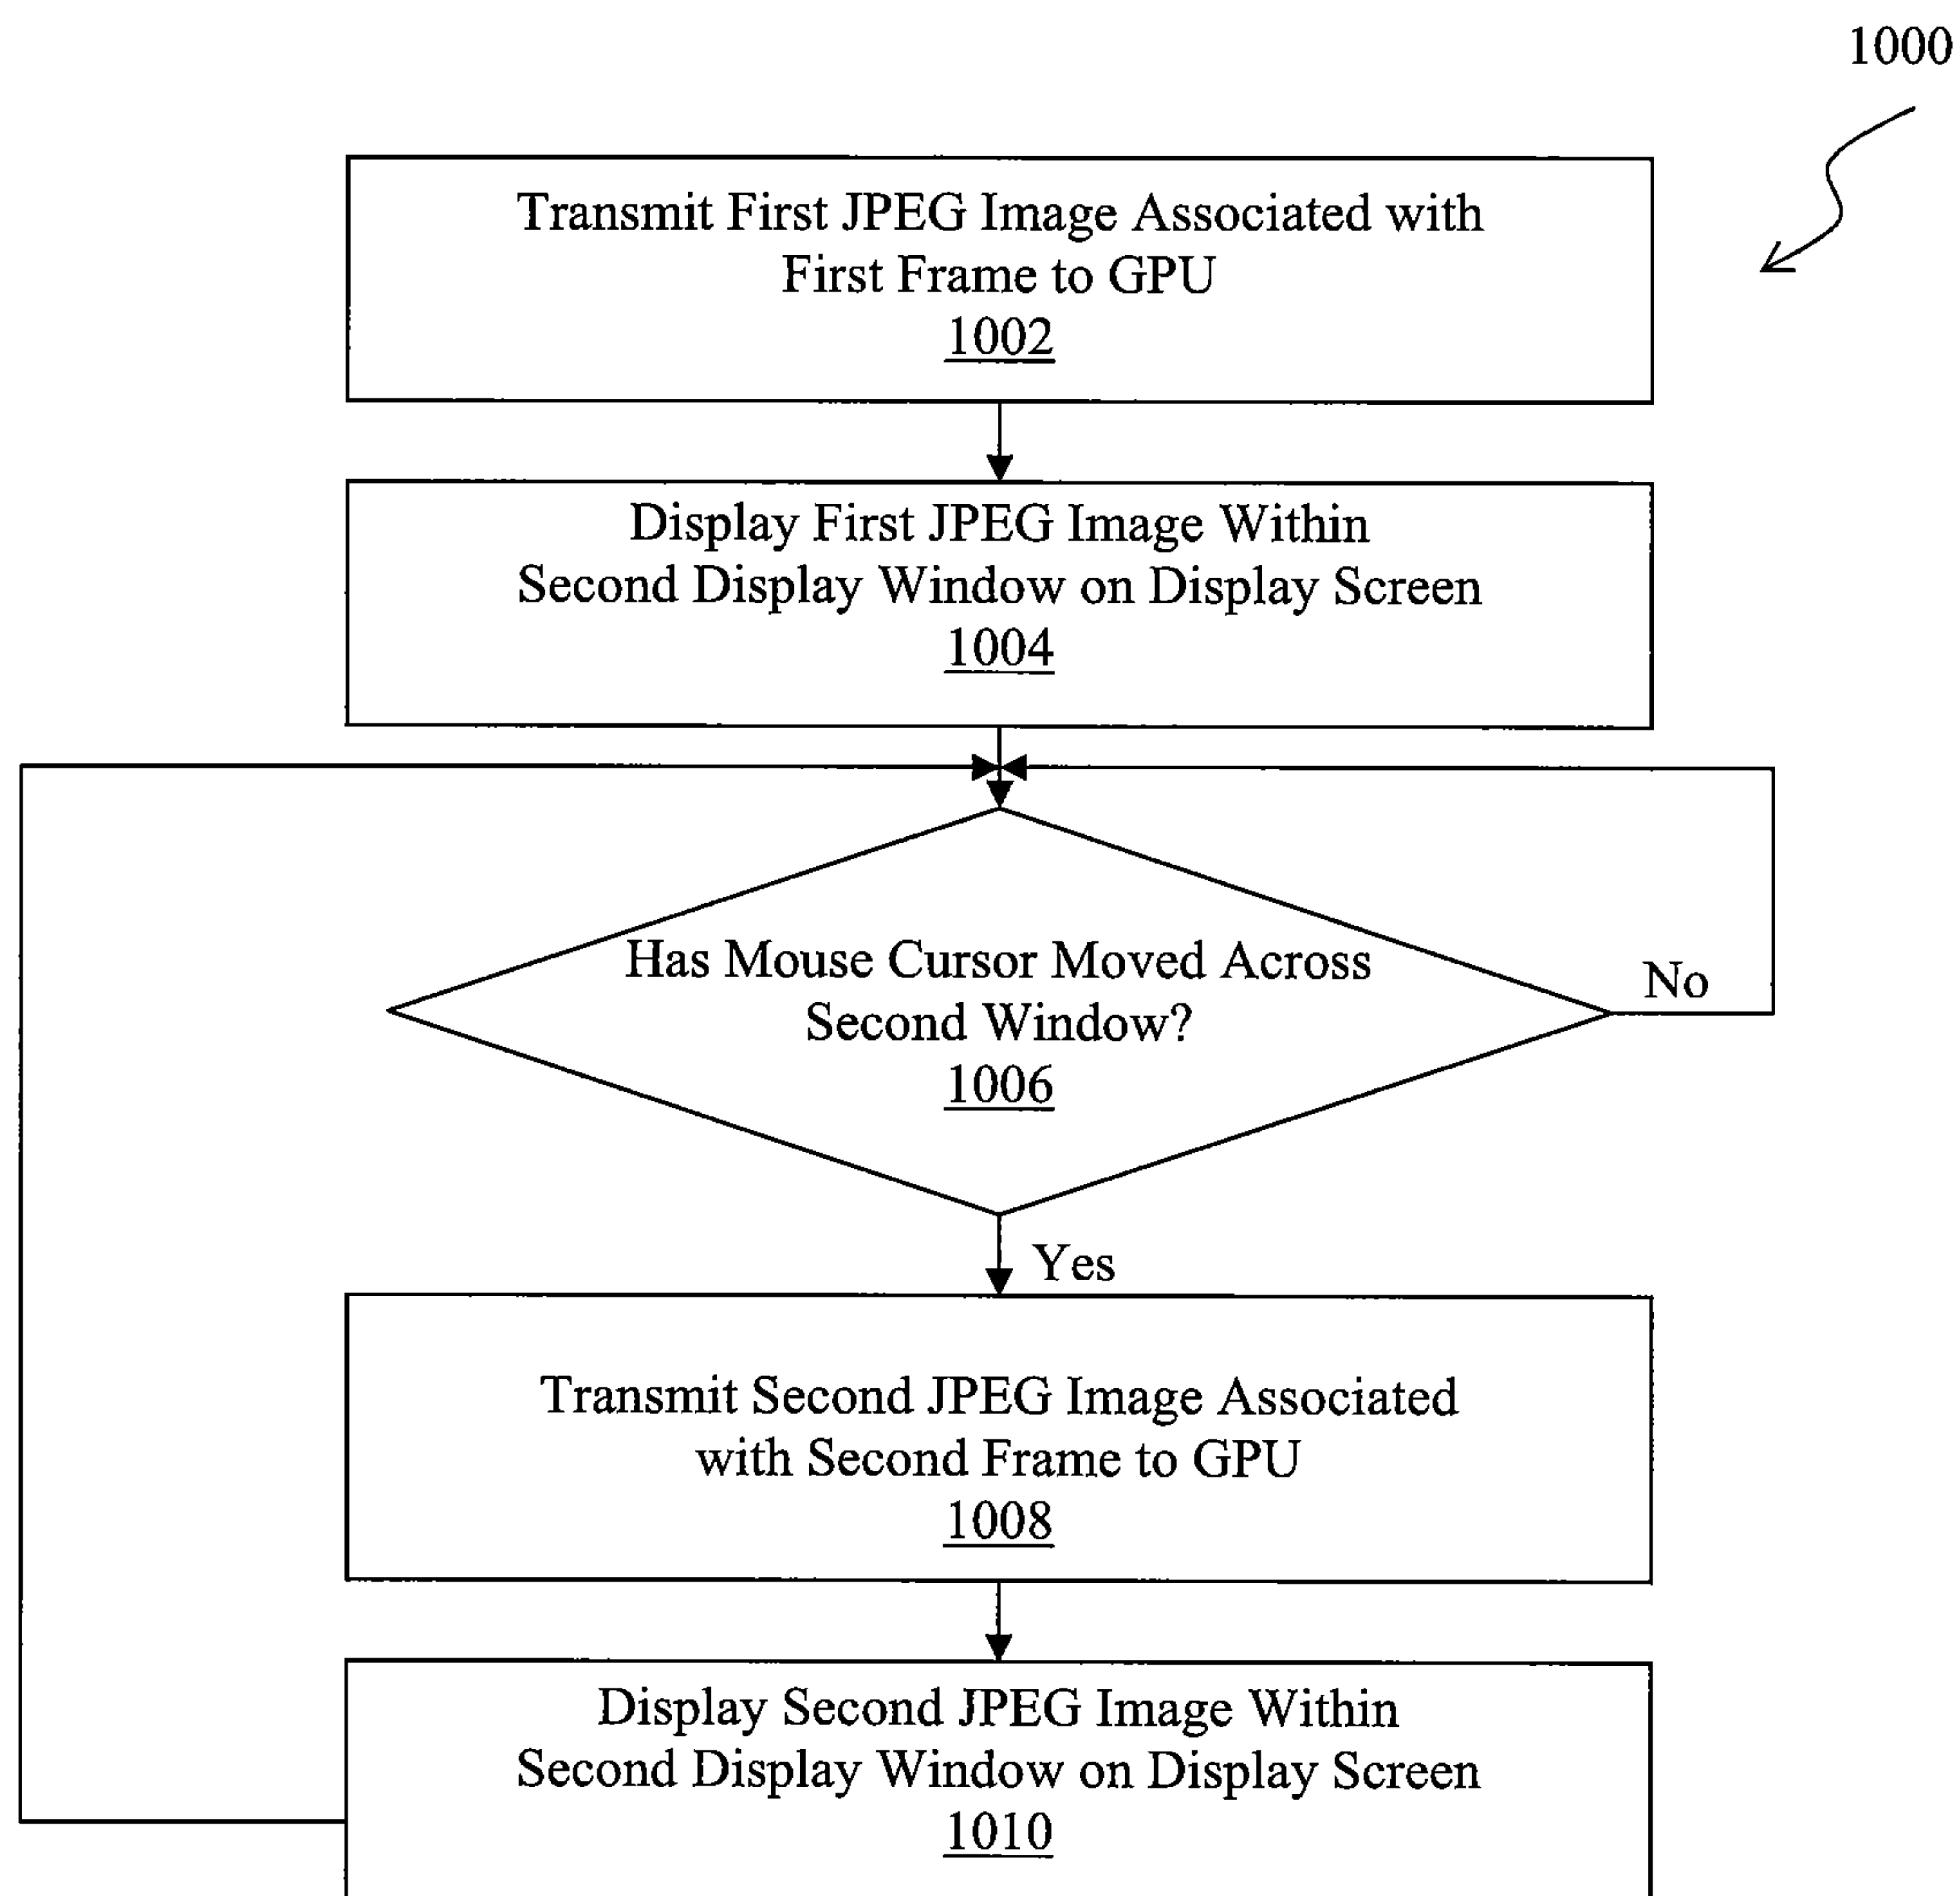 1000
Transmit First JPEG Image Associated with
First Frame to GPU
1002
Display First JPEG Image Within
Second Display Window on Display Screen
1004
Has Mouse Cursor Moved Across
Second Window?
1006
No
Yes
Transmit Second JPEG Image Associated
with Second Frame to GPU
1008
Display Second JPEG Image Within
Second Display Window on Display Screen
1010